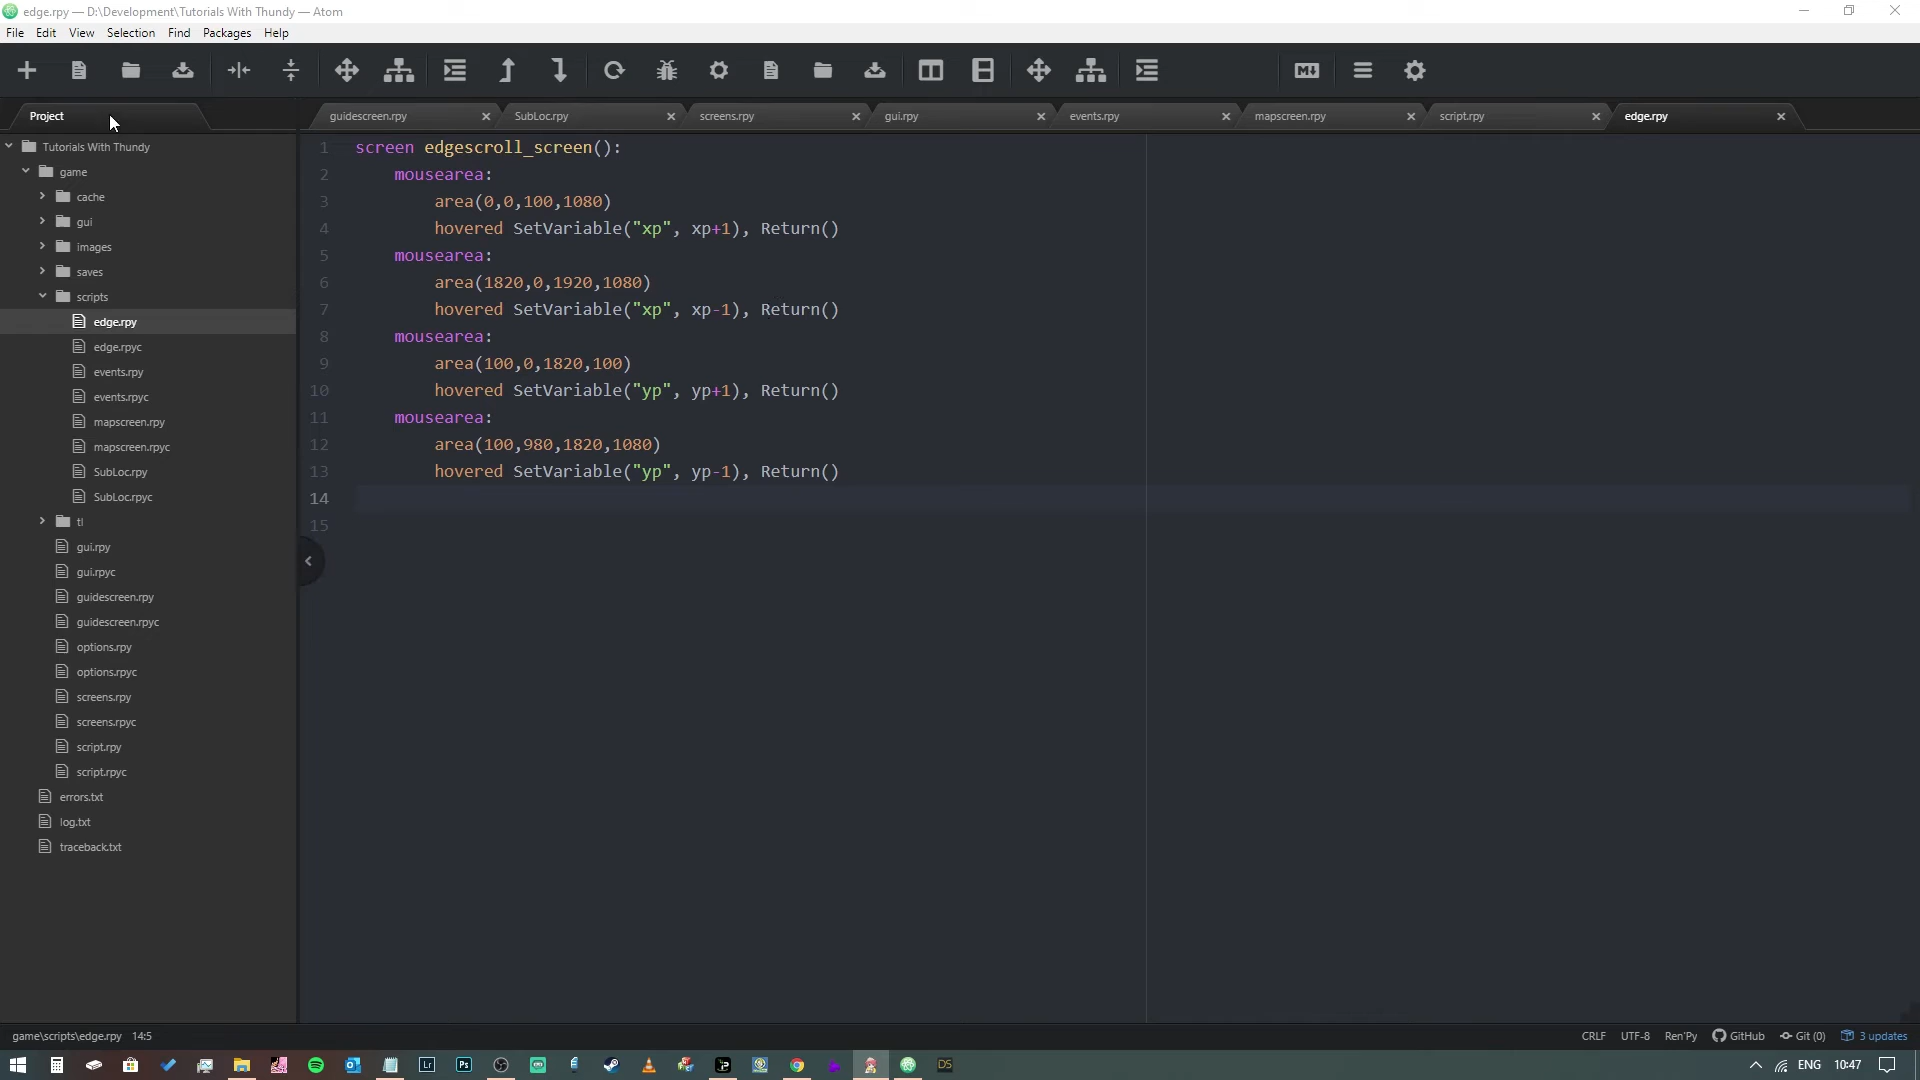 edge.rpy — D:\Development\Tutorials With Thundy — Atom
File Edit View Selection Find Packages Help
Project
guidescreen.rpy SubLoc.rpy screens.rpy gui.rpy events.rpy mapscreen.rpy script.rpy edge.rpy
Tutorials With Thundy
game
cache
gui
images
saves
scripts
edge.rpy
edge.rpyc
events.rpy
events.rpyc
mapscreen.rpy
mapscreen.rpyc
SubLoc.rpy
SubLoc.rpyc
tl
gui.rpy
gui.rpyc
guidescreen.rpy
guidescreen.rpyc
options.rpy
options.rpyc
screens.rpy
screens.rpyc
script.rpy
script.rpyc
errors.txt
log.txt
traceback.txt
1 screen edgescroll_screen():
2 mousearea:
3 area(0,0,100,1080)
4 hovered SetVariable("xp", xp+1), Return()
5 mousearea:
6 area(1820,0,1920,1080)
7 hovered SetVariable("xp", xp-1), Return()
8 mousearea:
9 area(100,0,1820,100)
10 hovered SetVariable("yp", yp+1), Return()
11 mousearea:
12 area(100,980,1820,1080)
13 hovered SetVariable("yp", yp-1), Return()
14
15
game\scripts\edge.rpy 14:5
CRLF UTF-8 Ren'Py GitHub Git (0) 3 updates
Lr Ps DS
ENG 10:47